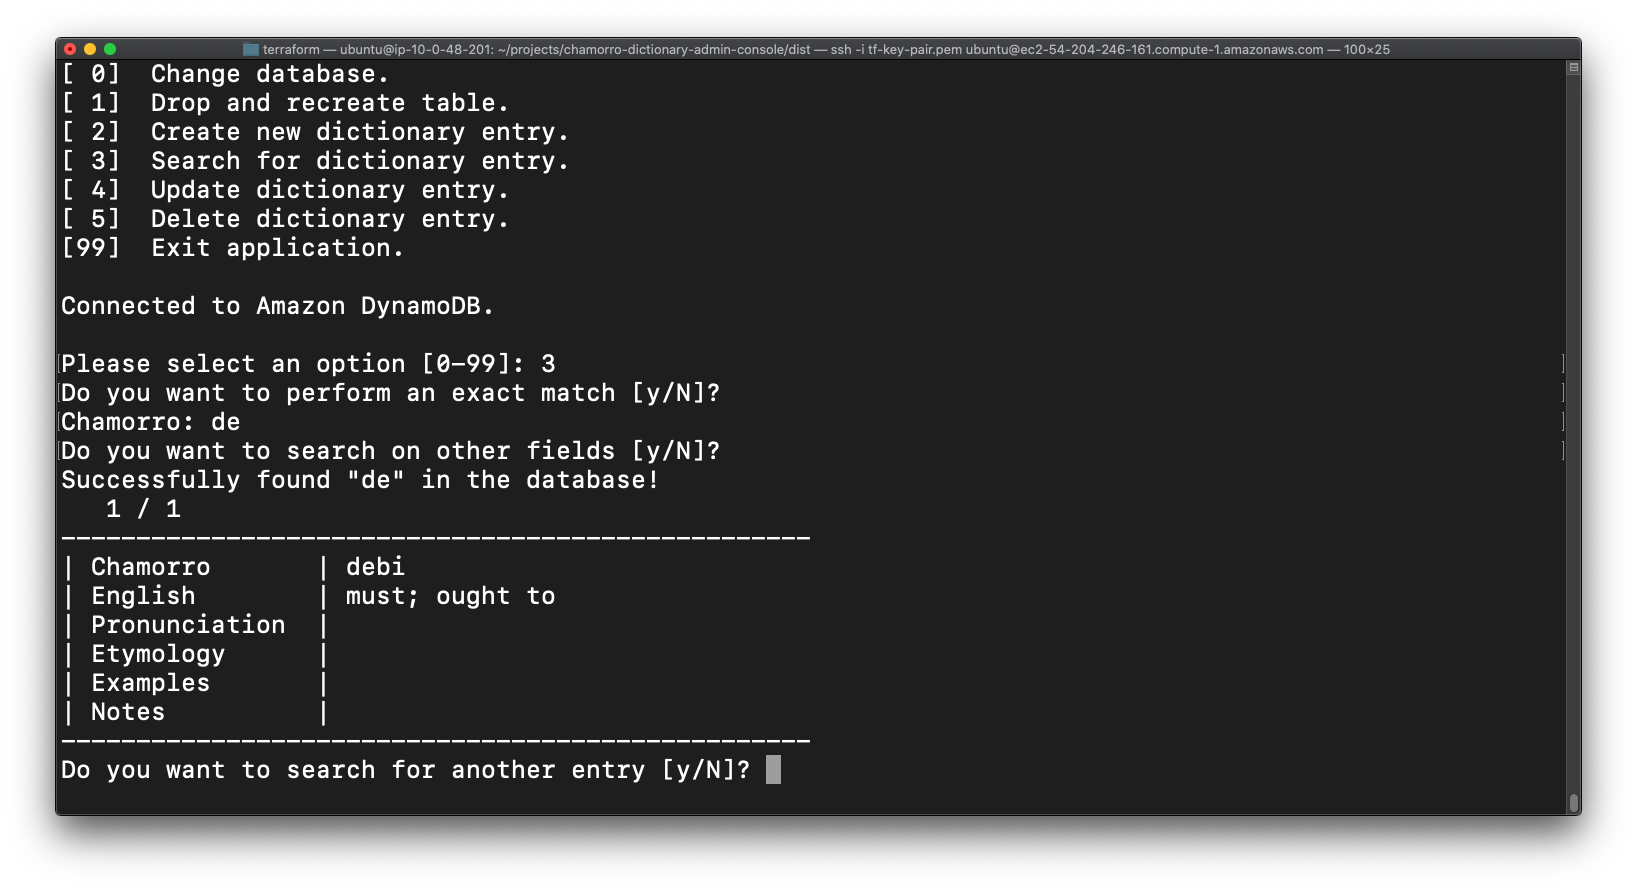 terraform — ubuntu@ip-10-0-48-201: ~/projects/chamorro-dictionary-admin-console/dist — ssh -i tf-key-pair.pem ubuntu@ec2-54-204-246-161.compute-1.amazonaws.com — 100×25
[ 0]  Change database.
[ 1]  Drop and recreate table.
[ 2]  Create new dictionary entry.
[ 3]  Search for dictionary entry.
[ 4]  Update dictionary entry.
[ 5]  Delete dictionary entry.
[99]  Exit application.
Connected to Amazon DynamoDB.
Please select an option [0-99]: 3
Do you want to perform an exact match [y/N]?
Chamorro: de
Do you want to search on other fields [y/N]?
Successfully found "de" in the database!
   1 / 1
--------------------------------------------------
| Chamorro       | debi
| English        | must; ought to
| Pronunciation  |
| Etymology      |
| Examples       |
| Notes          |
--------------------------------------------------
Do you want to search for another entry [y/N]?